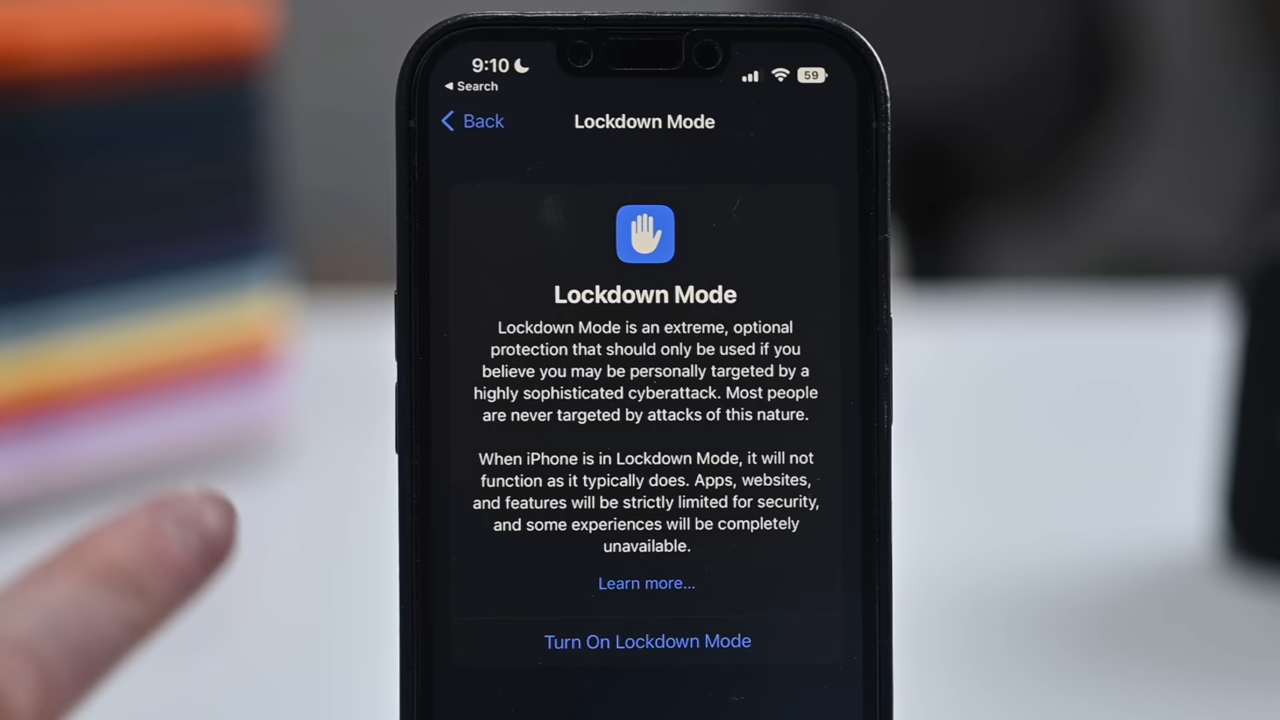 9:10
59
◀ Search
Back
Lockdown Mode
Lockdown Mode
Lockdown Mode is an extreme, optional
protection that should only be used if you
believe you may be personally targeted by a
highly sophisticated cyberattack. Most people
are never targeted by attacks of this nature.
When iPhone is in Lockdown Mode, it will not
function as it typically does. Apps, websites,
and features will be strictly limited for security,
and some experiences will be completely
unavailable.
Learn more...
Turn On Lockdown Mode